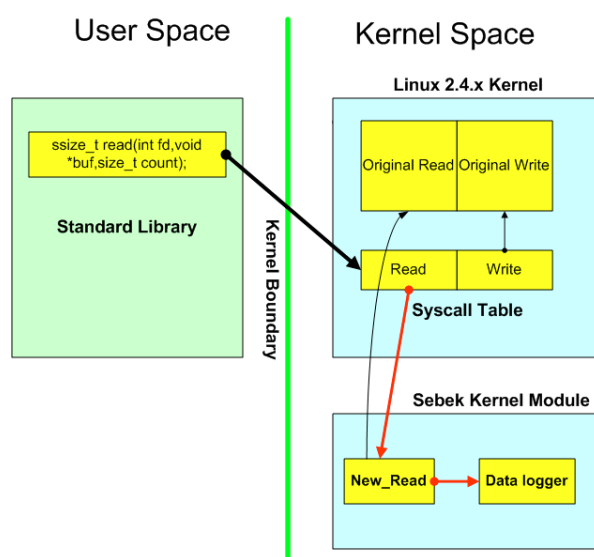 User Space
Kernel Space
Linux 2.4.x Kernel
ssize_t read(int fd,void
*buf,size_t count);
Original Read
Original Write
Standard Library
Kernel Boundary
Read
Write
Syscall Table
Sebek Kernel Module
New_Read
Data logger